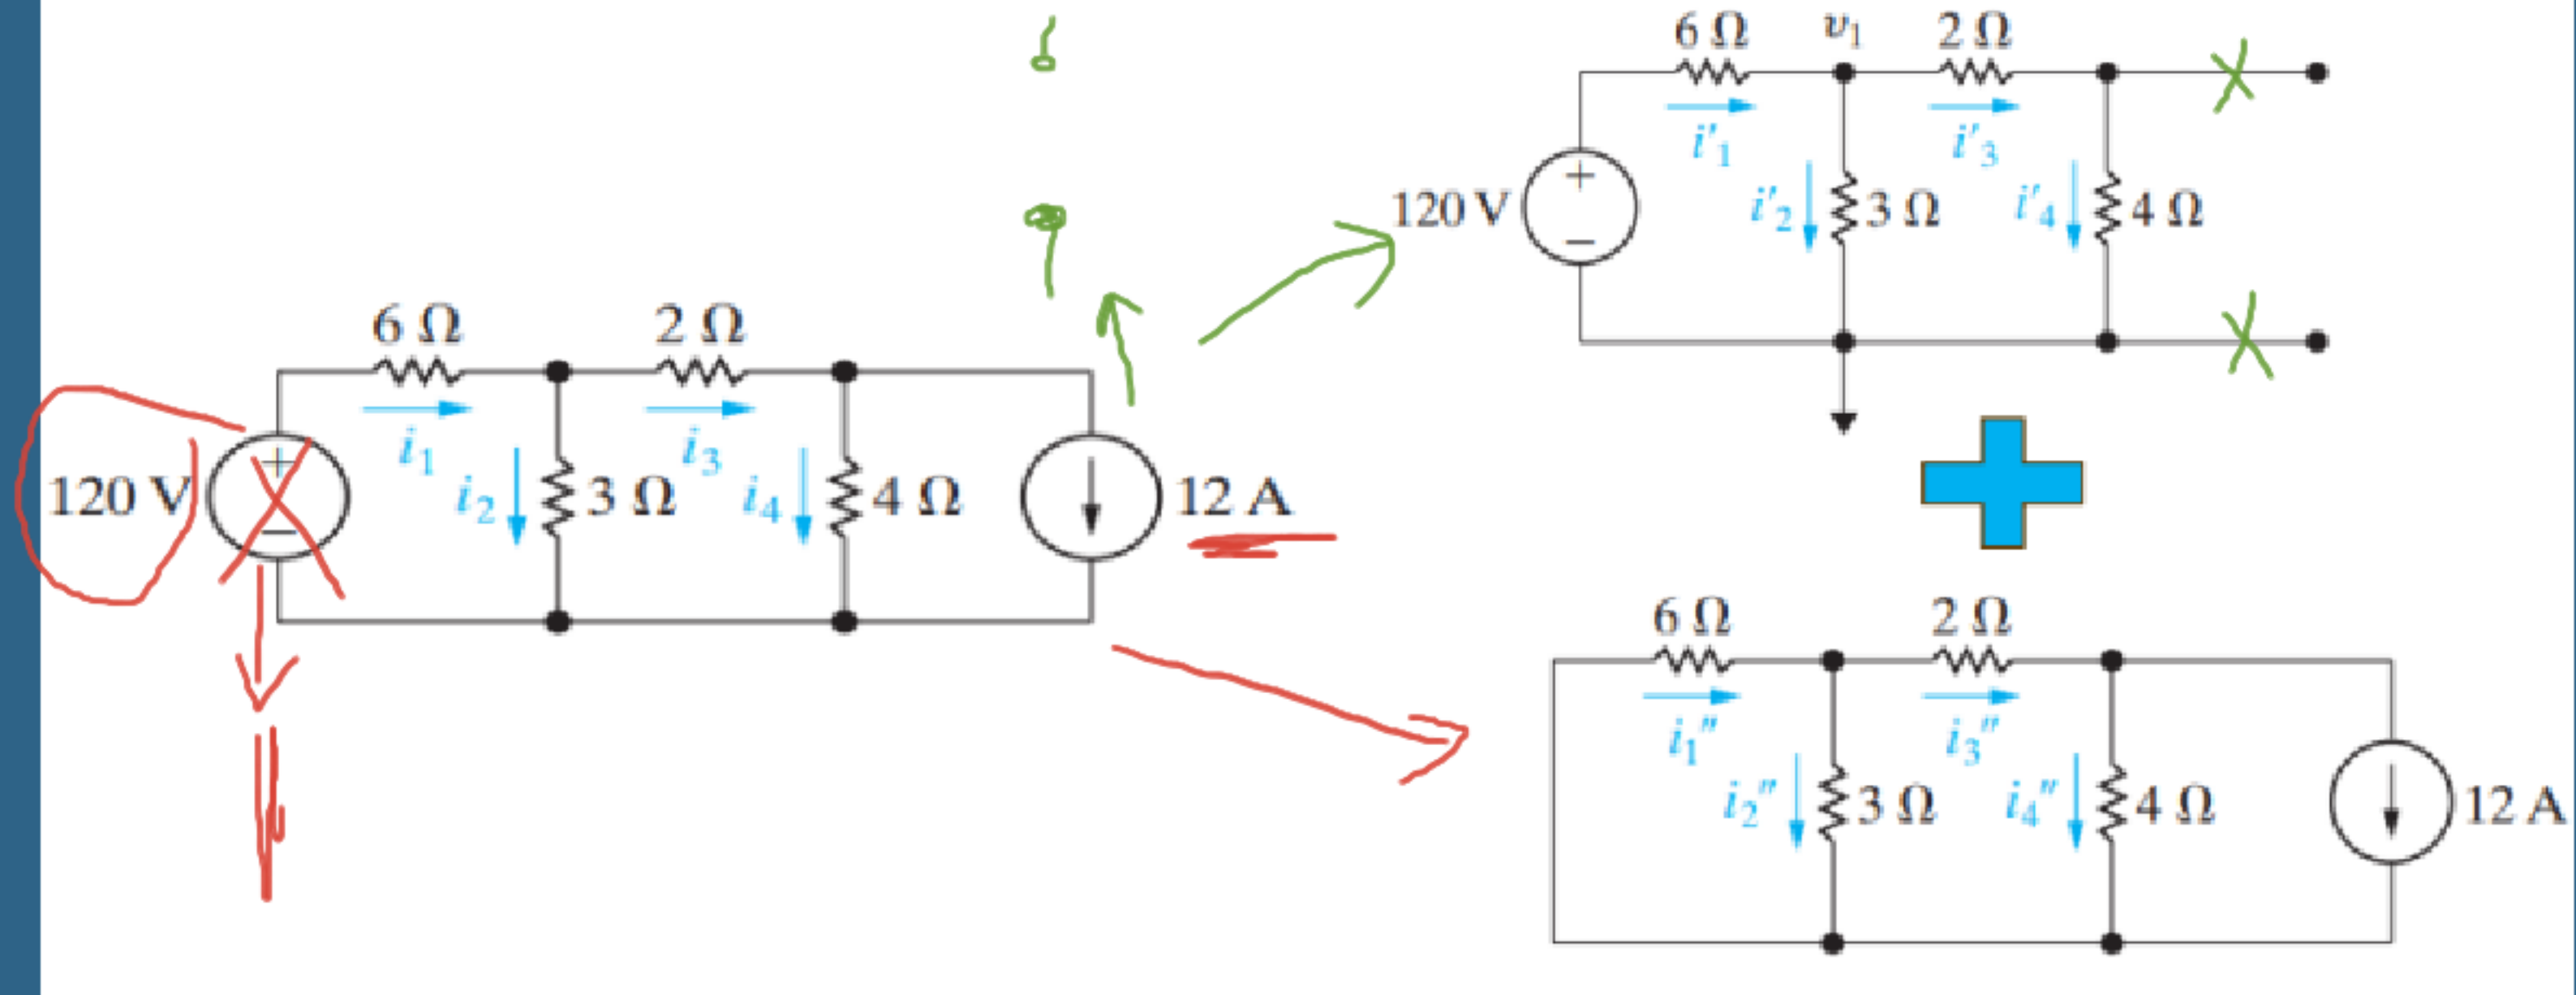 6 Ω v₁ 2 Ω
i'₁ i'₃
120 V + − i'₂ 3 Ω i'₄ 4 Ω
6 Ω 2 Ω
i₁ i₃
120 V + − i₂ 3 Ω i₄ 4 Ω 12 A
6 Ω 2 Ω
i₁" i₃"
i₂" 3 Ω i₄" 4 Ω 12 A